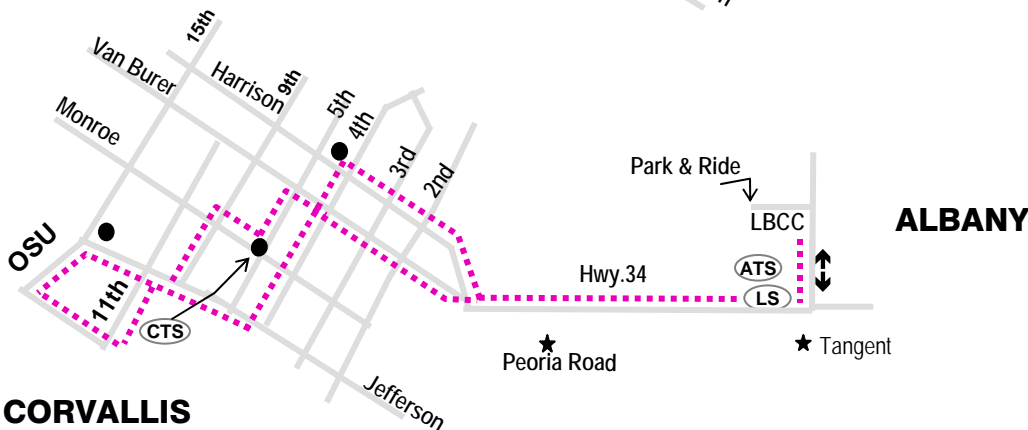 15th
Van Burer
Harrison
9th
5th
4th
Monroe
3rd
2nd
Park & Ride
LBCC
ALBANY
OSU
ATS
Hwy.34
11th
LS
CTS
Tangent
Peoria Road
Jefferson
CORVALLIS